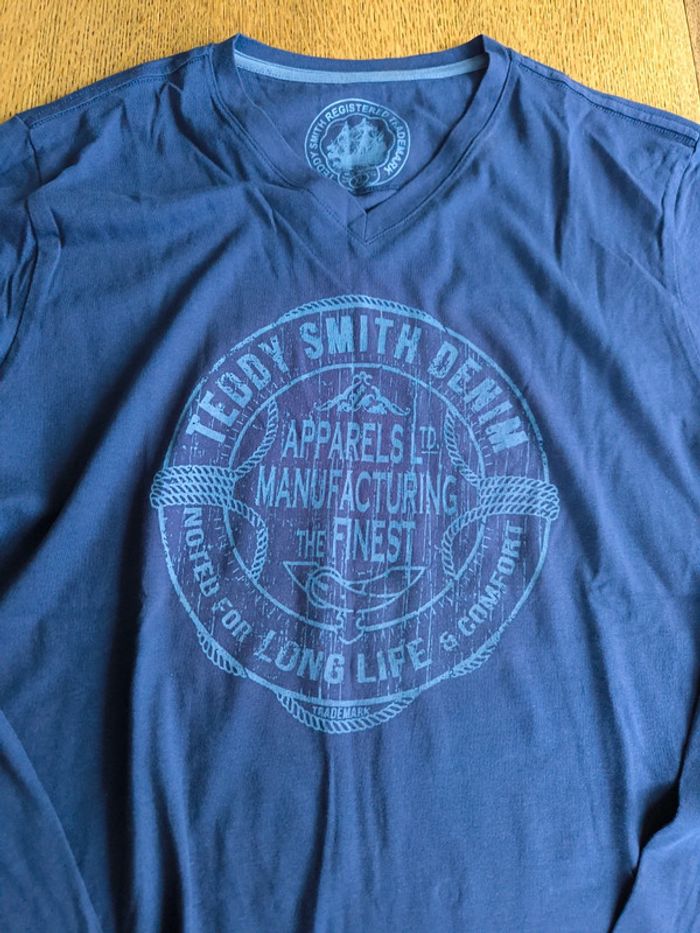 TEDDY SMITH REGISTERED TRADEMARK
TEDDY SMITH DENIM
APPARELS LTD.
MANUFACTURING
THE FINEST
NOTED FOR LONG LIFE & COMFORT
TRADEMARK